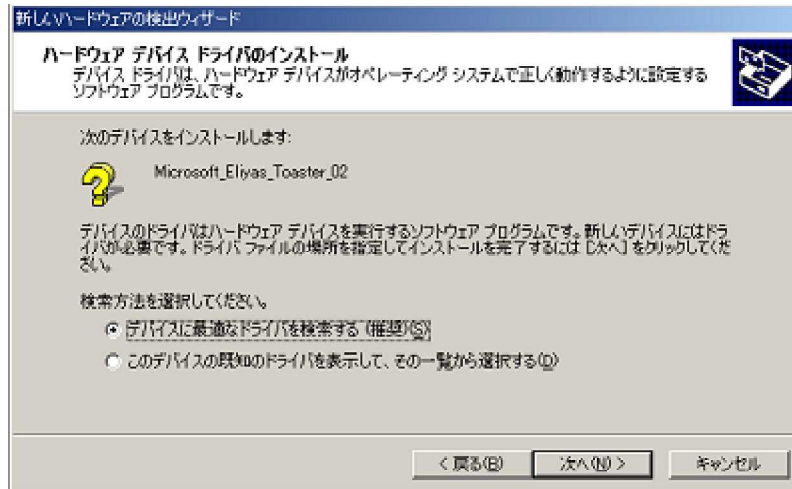 新しいハードウェアの検出ウィザード
ハードウェア デバイス ドライバのインストール
デバイス ドライバは、ハードウェア デバイスがオペレーティング システムで正しく動作するように設定する
ソフトウェア プログラムです。
次のデバイスをインストールします:
Microsoft_Eliyas_Toaster_02
デバイスのドライバはハードウェア デバイスを実行するソフトウェア プログラムです。新しいデバイスにはドラ
イバが必要です。ドライバ ファイルの場所を指定してインストールを完了するには [次へ] をクリックしてくだ
さい。
検索方法を選択してください。
デバイスに最適なドライバを検索する (推奨)(S)
このデバイスの既知のドライバを表示して、その一覧から選択する(D)
< 戻る(B)
次へ(N) >
キャンセル